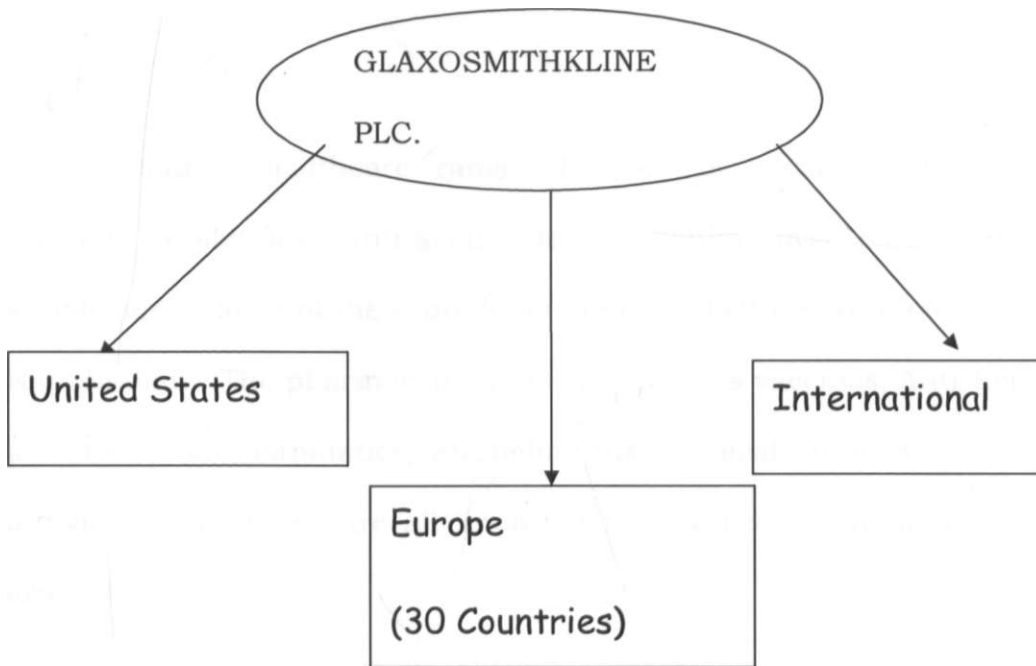 GLAXOSMITHKLINE
PLC.
United States
International
Europe
(30 Countries)